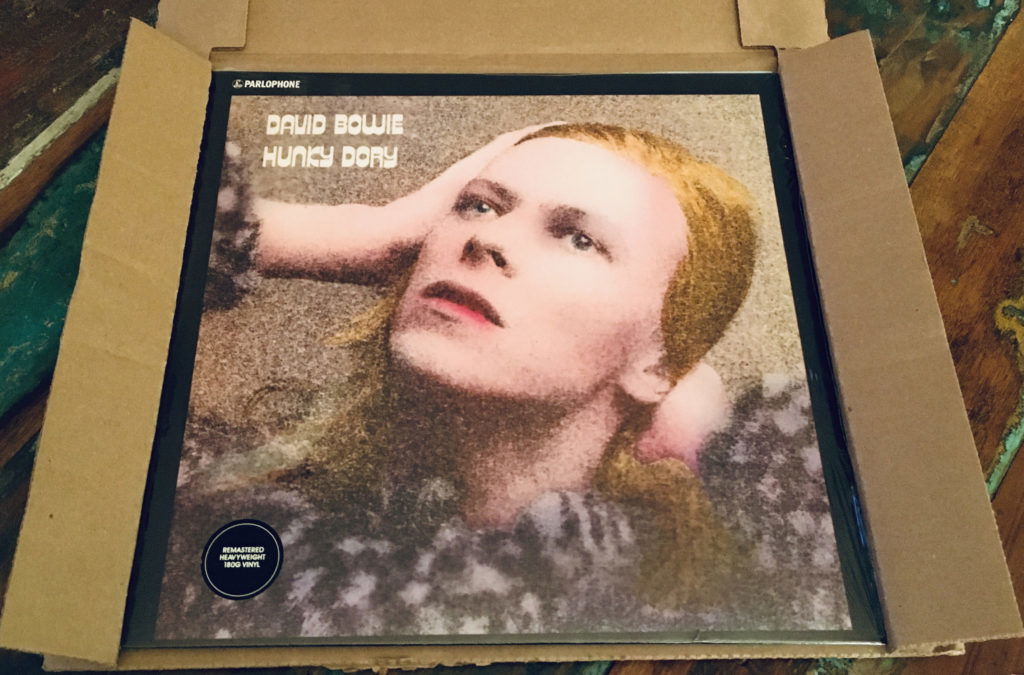 PARLOPHONE
DAVID BOWIE
HUNKY DORY
REMASTERED
HEAVYWEIGHT
180G VINYL